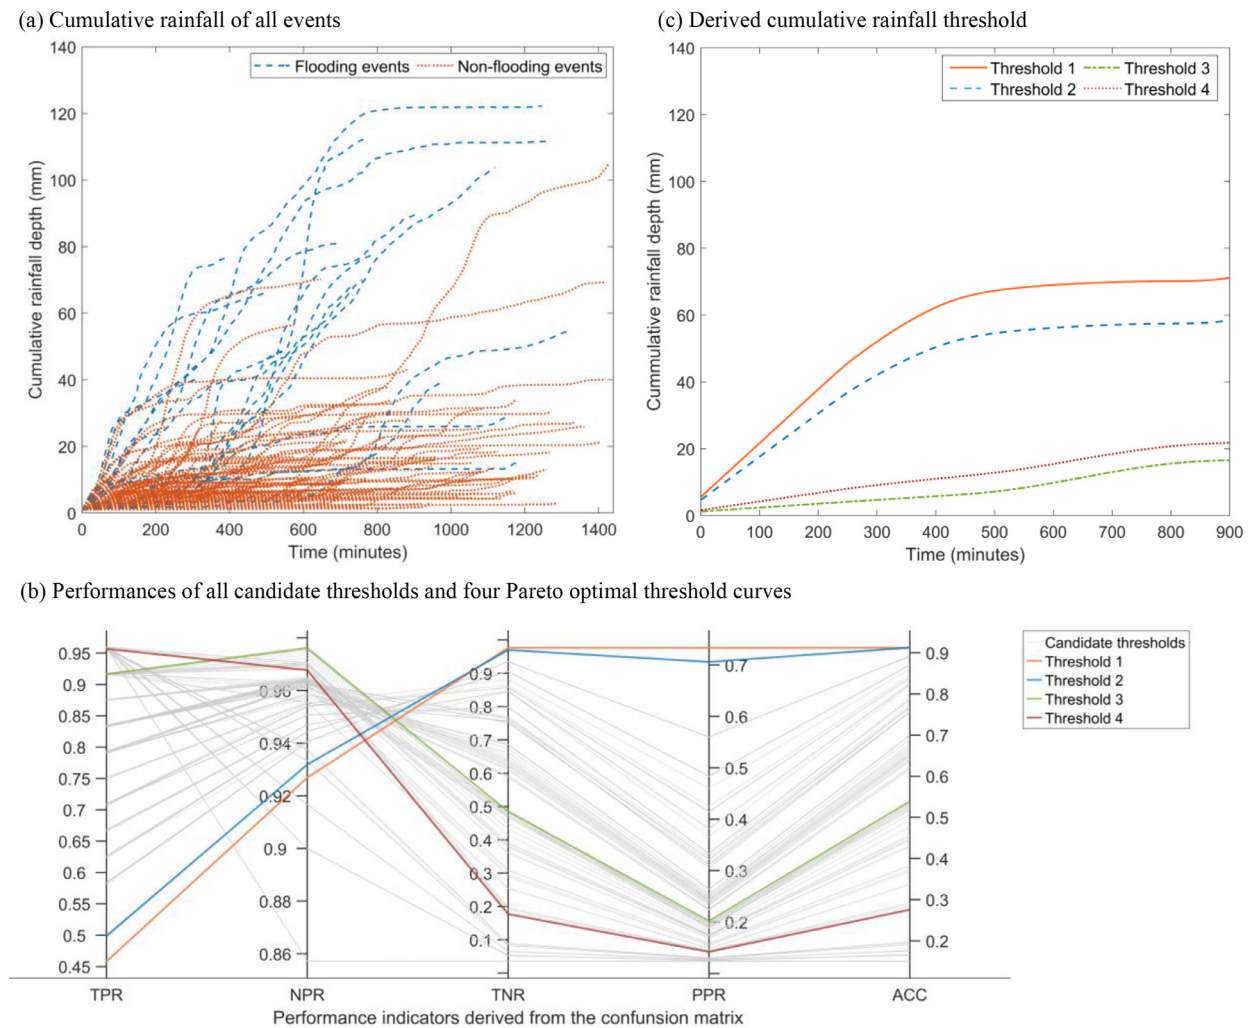 (a) Cumulative rainfall of all events
140
120
100
80
60
40
20
0
Cumulative rainfall depth (mm)
Flooding events
Non-flooding events
0 200 400 600 800 1000 1200 1400
Time (minutes)
(c) Derived cumulative rainfall threshold
140
120
100
80
60
40
20
0
Cummulative rainfall depth (mm)
Threshold 1 Threshold 3
Threshold 2 Threshold 4
0 100 200 300 400 500 600 700 800 900
Time (minutes)
(b) Performances of all candidate thresholds and four Pareto optimal threshold curves
0.95
0.9
0.85
0.8
0.75
0.7
0.65
0.6
0.55
0.5
0.45
0.96
0.94
0.92
0.9
0.88
0.86
0.9
0.8
0.7
0.6
0.5
0.4
0.3
0.2
0.1
0.7
0.6
0.5
0.4
0.3
0.2
0.9
0.8
0.7
0.6
0.5
0.4
0.3
0.2
Candidate thresholds
Threshold 1
Threshold 2
Threshold 3
Threshold 4
TPR NPR TNR PPR ACC
Performance indicators derived from the confunsion matrix